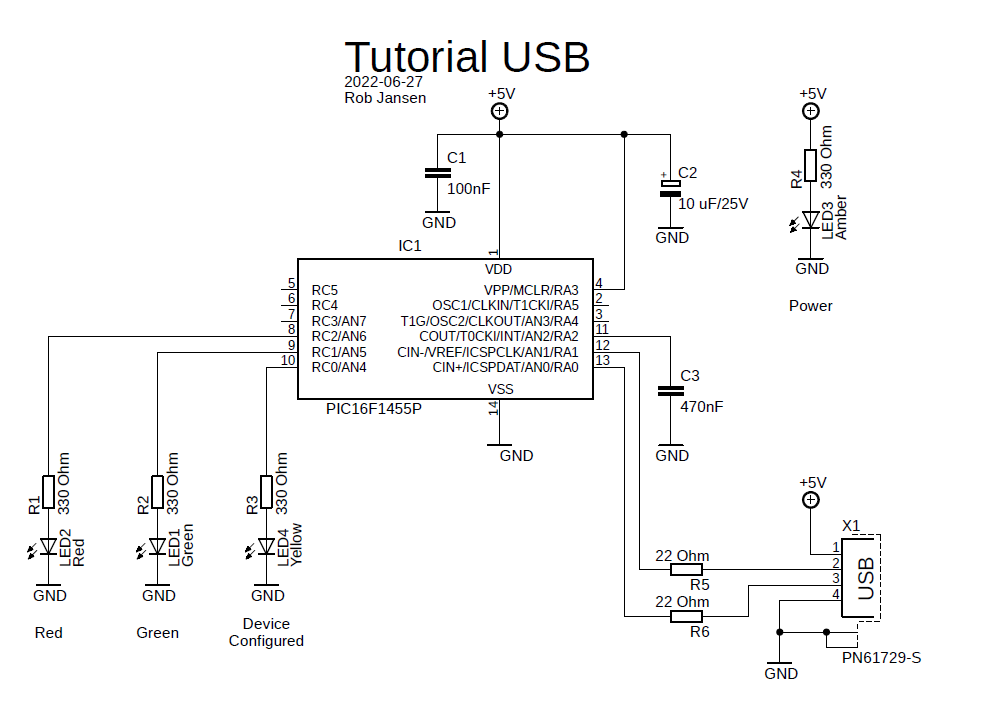 Tutorial USB
2022-06-27
Rob Jansen
+5V
+5V
C1
100nF
GND
+
C2
10 uF/25V
GND
R4
330 Ohm
LED3
Amber
GND
Power
IC1
1
VDD
5 RC5
6 RC4
7 RC3/AN7
8 RC2/AN6
9 RC1/AN5
10 RC0/AN4
VPP/MCLR/RA3 4
OSC1/CLKIN/T1CKI/RA5 2
T1G/OSC2/CLKOUT/AN3/RA4 3
COUT/T0CKI/INT/AN2/RA2 11
CIN-/VREF/ICSPCLK/AN1/RA1 12
CIN+/ICSPDAT/AN0/RA0 13
VSS
14
PIC16F1455P
GND
C3
470nF
GND
R1
330 Ohm
LED2
Red
GND
Red
R2
330 Ohm
LED1
Green
GND
Green
R3
330 Ohm
LED4
Yellow
GND
Device
Configured
22 Ohm
R5
22 Ohm
R6
+5V
X1
1
2
3
4
USB
PN61729-S
GND